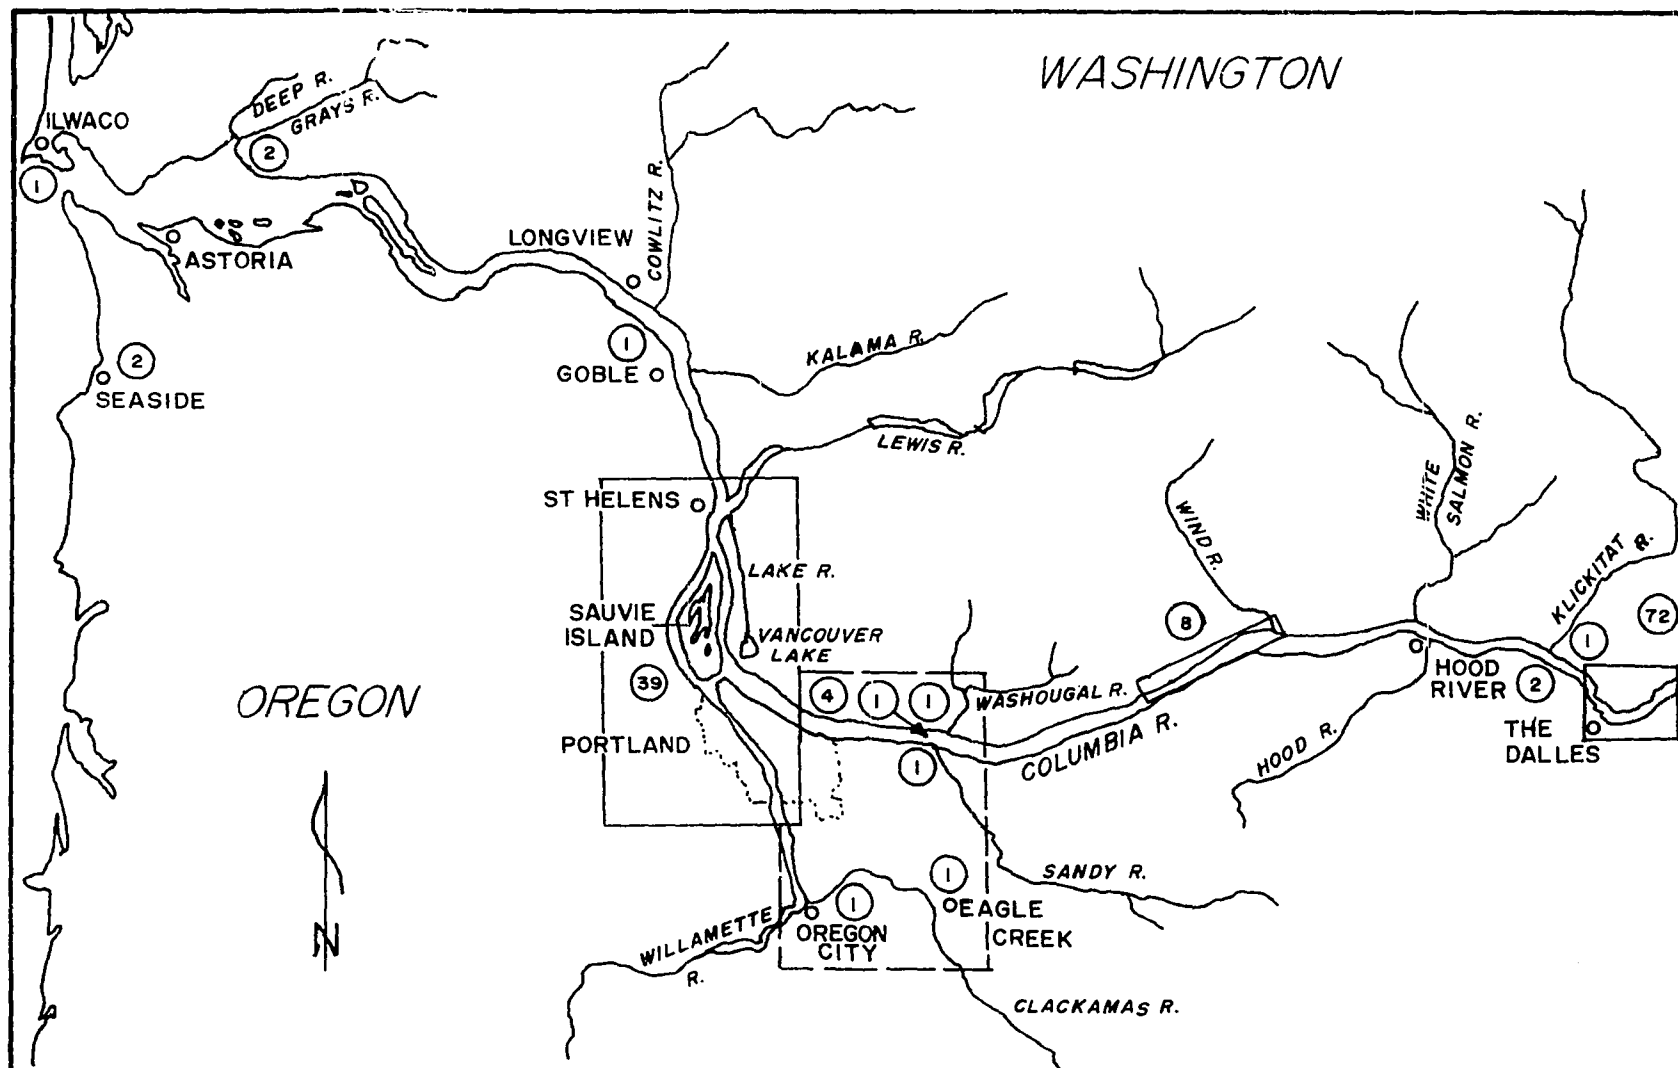 WASHINGTON
DEEP R.
GRAYS R.
ILWACO
2
1
COWLITZ R.
LONGVIEW
ASTORIA
1
KALAMA R.
GOBLE
2
SEASIDE
LEWIS R.
WHITE
SALMON R.
ST HELENS
WIND R.
KLICKITAT R.
LAKE R.
SAUVIE
ISLAND
VANCOUVER
LAKE
8
72
1
39
4
1
1
WASHOUGAL R.
HOOD
RIVER
2
OREGON
PORTLAND
1
COLUMBIA R.
HOOD R.
THE
DALLES
SANDY R.
1
EAGLE
CREEK
1
OREGON
CITY
WILLAMETTE
R.
N
CLACKAMAS R.